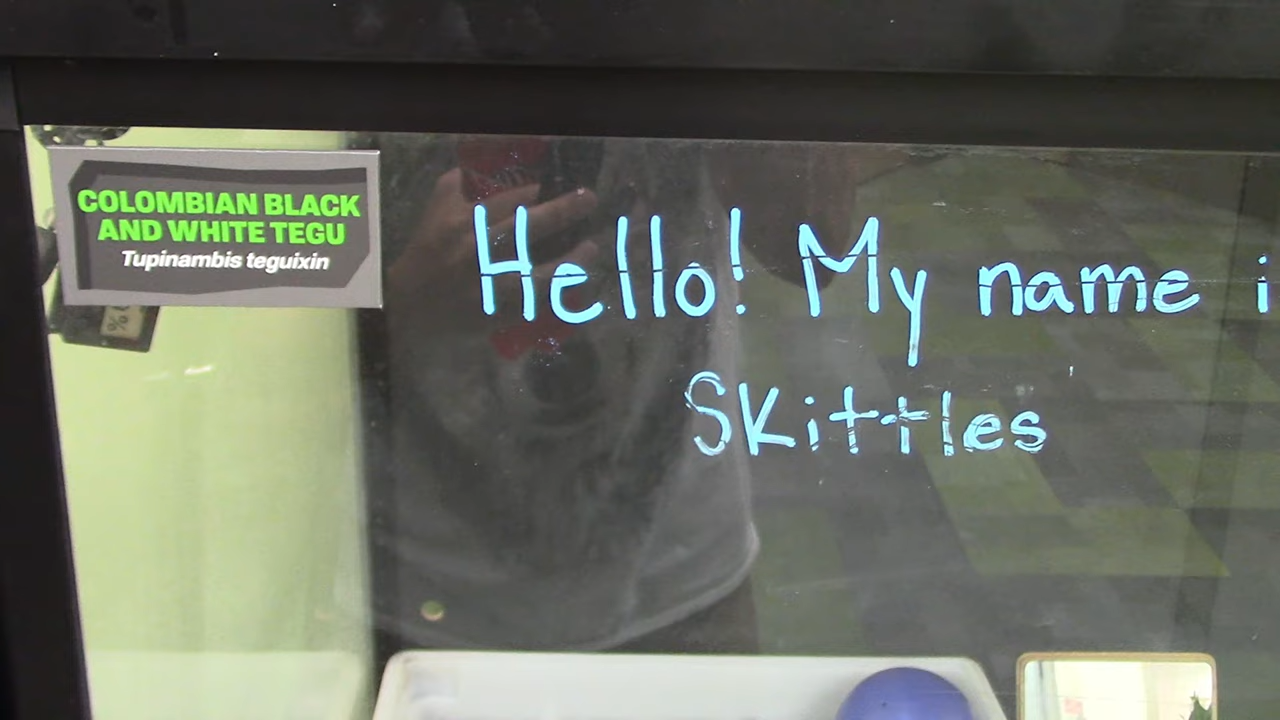 COLOMBIAN BLACK
AND WHITE TEGU
Tupinambis teguixin
Hello! My name i
Skittles